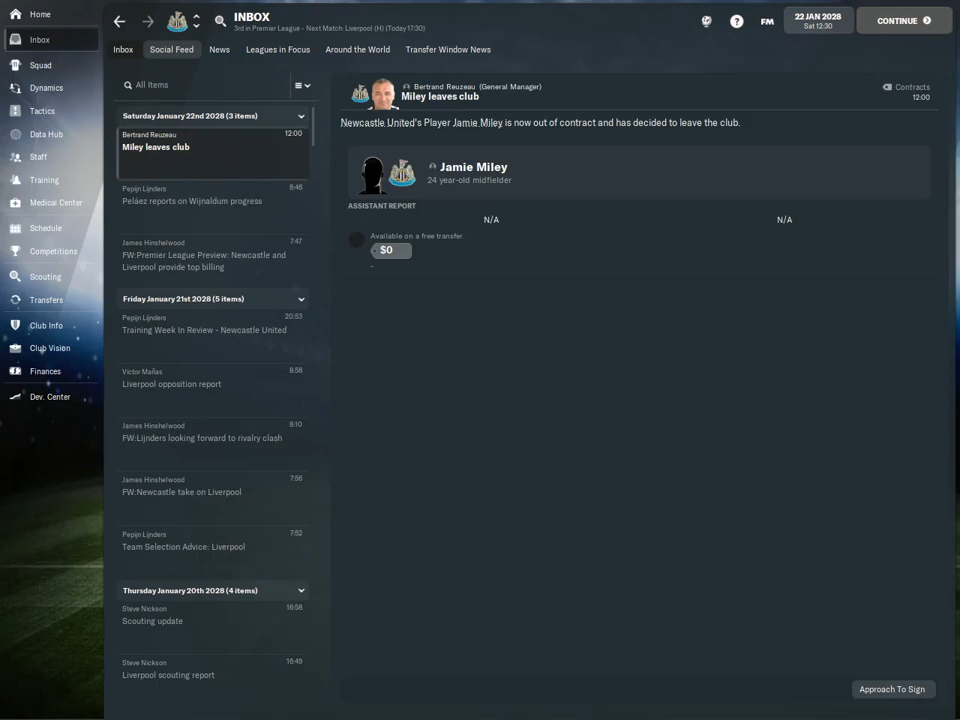 Home
Inbox
Squad
Dynamics
Tactics
Data Hub
Staff
Training
Medical Center
Schedule
Competitions
Scouting
Transfers
Club Info
Club Vision
Finances
Dev. Center
INBOX
3rd in Premier League - Next Match: Liverpool (H) (Today 17:30)
?
FM
22 JAN 2028
Sat 12:30
CONTINUE
Inbox
Social Feed
News
Leagues in Focus
Around the World
Transfer Window News
All Items
Saturday January 22nd 2028 (3 items)
Bertrand Reuzeau 12:00
Miley leaves club
Pepijn Lijnders 8:46
Peláez reports on Wijnaldum progress
James Hinshelwood 7:47
FW:Premier League Preview: Newcastle and
Liverpool provide top billing
Friday January 21st 2028 (5 items)
Pepijn Lijnders 20:53
Training Week In Review - Newcastle United
Víctor Mañas 8:58
Liverpool opposition report
James Hinshelwood 8:10
FW:Lijnders looking forward to rivalry clash
James Hinshelwood 7:56
FW:Newcastle take on Liverpool
Pepijn Lijnders 7:52
Team Selection Advice: Liverpool
Thursday January 20th 2028 (4 items)
Steve Nickson 16:58
Scouting update
Steve Nickson 16:49
Liverpool scouting report
Bertrand Reuzeau (General Manager)
Miley leaves club
Contracts
12:00
Newcastle United's Player Jamie Miley is now out of contract and has decided to leave the club.
Jamie Miley
24 year-old midfielder
ASSISTANT REPORT
N/A
N/A
Available on a free transfer.
$0
-
Approach To Sign